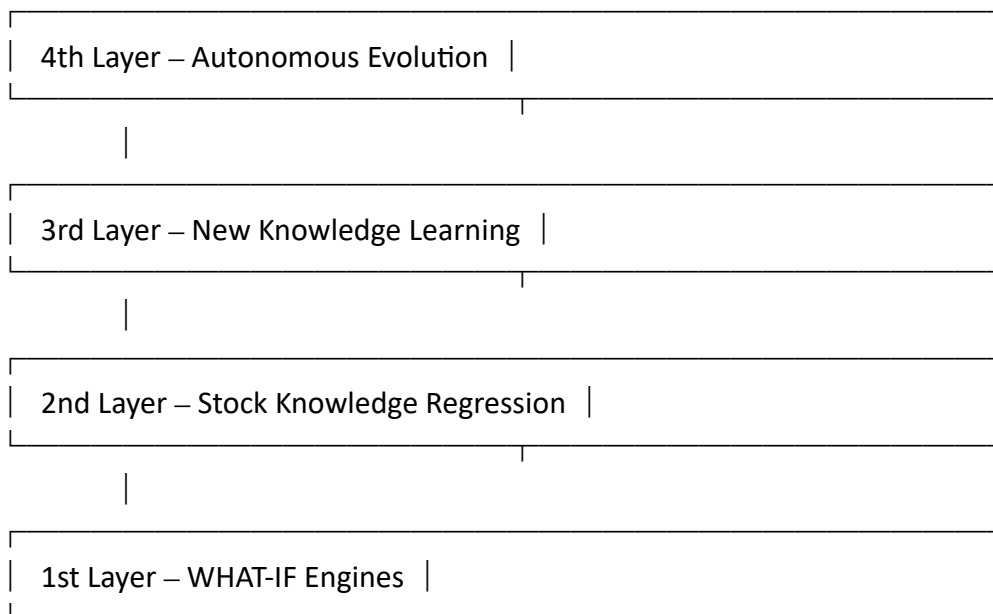 4th Layer – Autonomous Evolution
3rd Layer – New Knowledge Learning
2nd Layer – Stock Knowledge Regression
1st Layer – WHAT-IF Engines